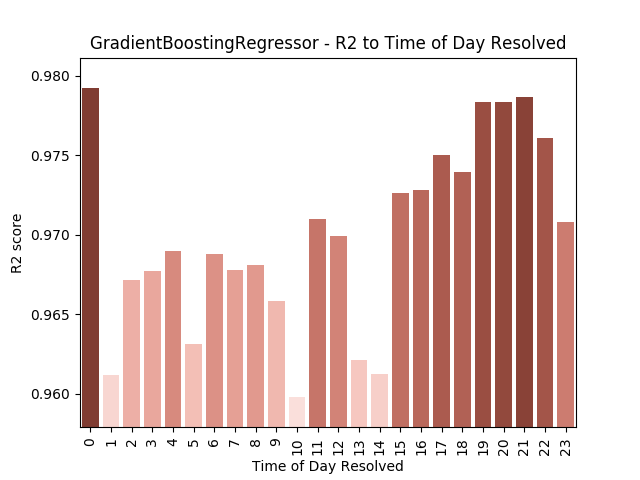 GradientBoostingRegressor - R2 to Time of Day Resolved
0.980
0.975
0.970
0.965
0.960
R2 score
0 1 2 3 4 5 6 7 8 9 10 11 12 13 14 15 16 17 18 19 20 21 22 23
Time of Day Resolved